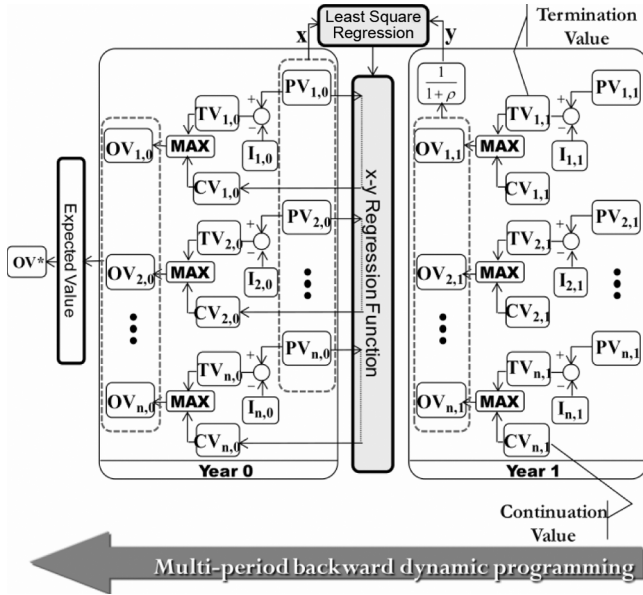 Least Square
Regression
x
y
Termination
Value
1
1 + ρ
PV1,0
PV1,1
+
+
TV1,0
TV1,1
−
−
OV1,0
MAX
I1,0
OV1,1
MAX
I1,1
CV1,0
CV1,1
x-y Regression Function
Expected Value
OV*
PV2,0
PV2,1
+
+
TV2,0
TV2,1
−
−
OV2,0
MAX
I2,0
OV2,1
MAX
I2,1
CV2,0
CV2,1
PVn,0
PVn,1
+
+
TVn,0
TVn,1
−
−
OVn,0
MAX
In,0
OVn,1
MAX
In,1
CVn,0
CVn,1
Year 0
Year 1
Continuation
Value
Multi-period backward dynamic programming